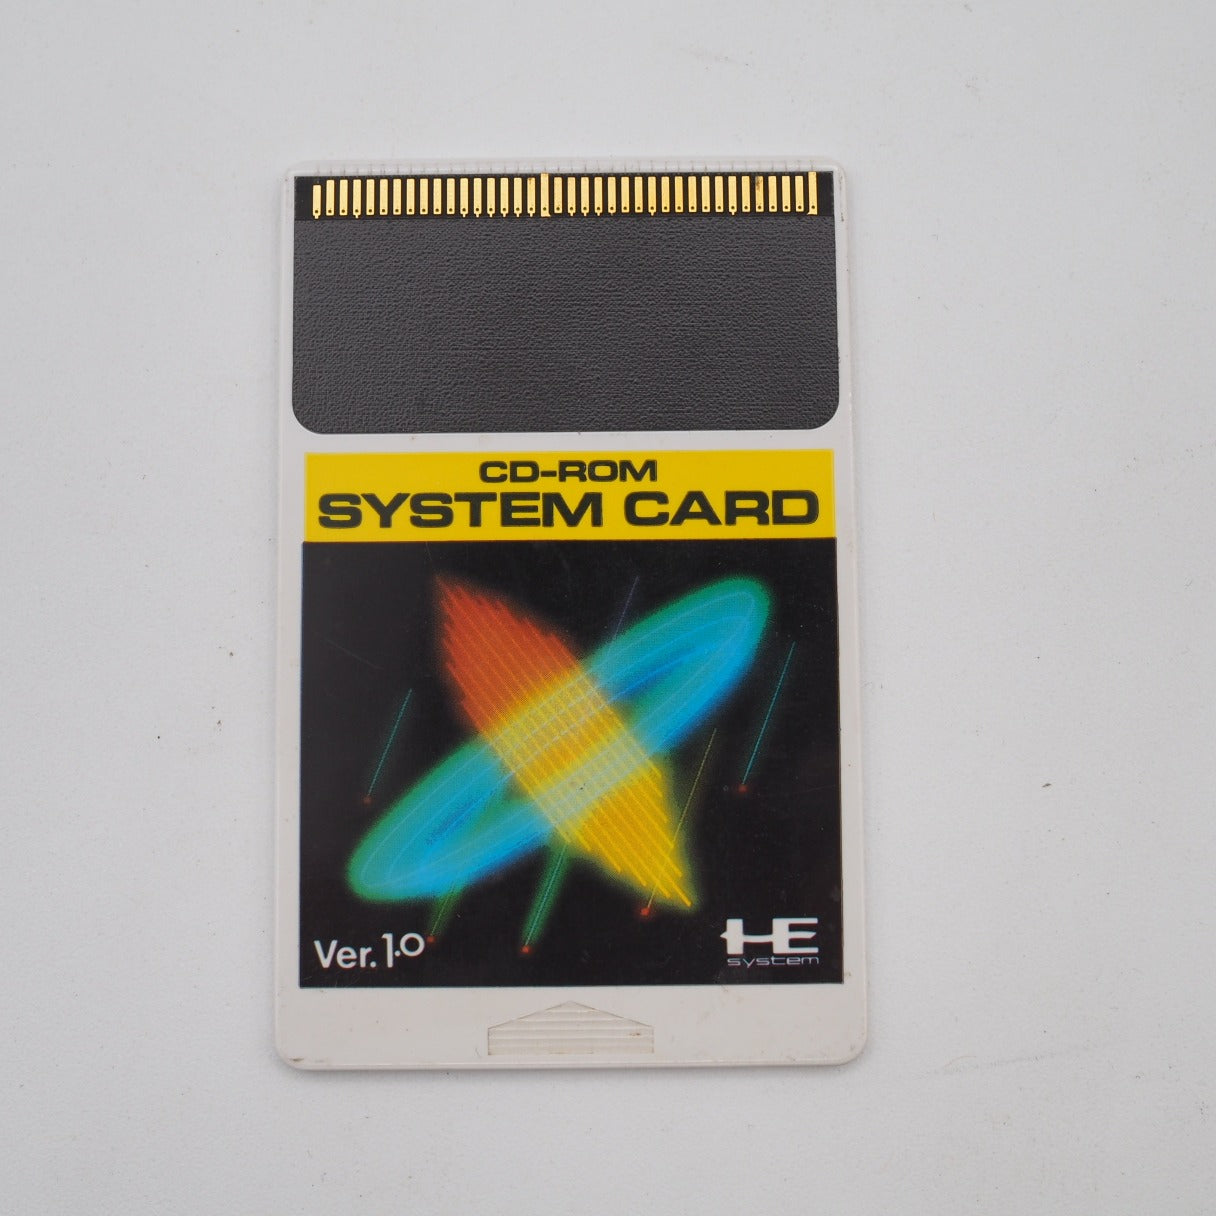 CD-ROM
SYSTEM CARD
Ver. 1.0
HE
system